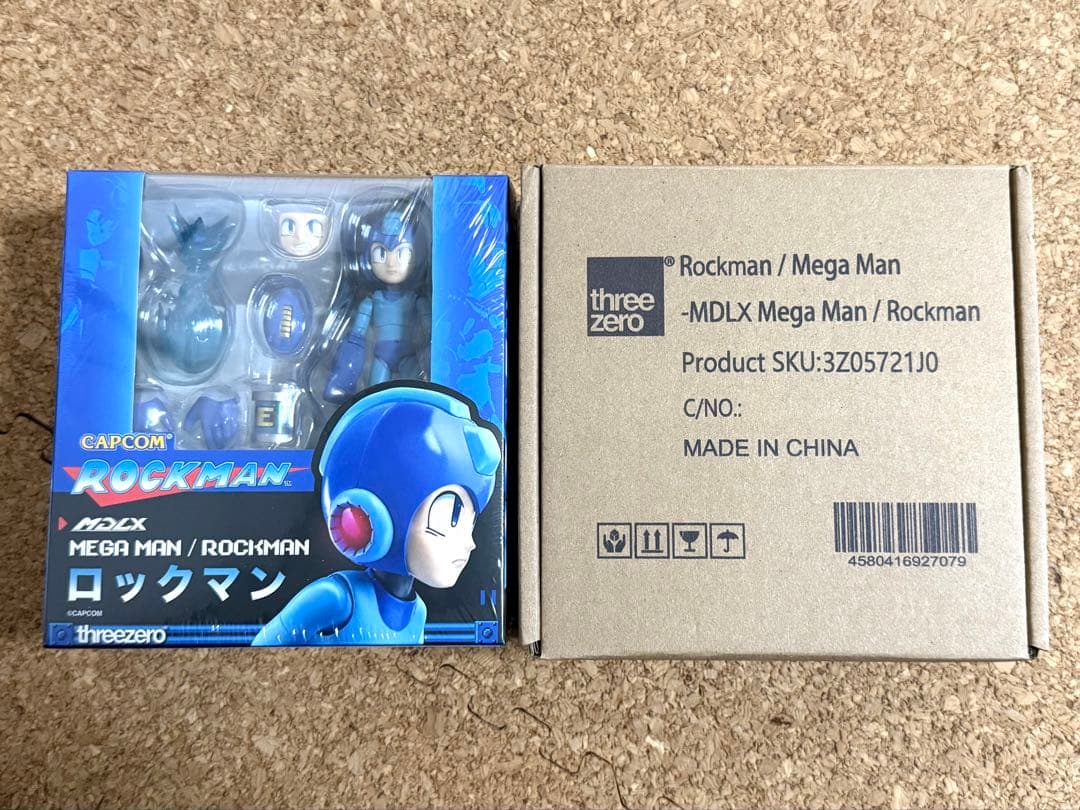 E
CAPCOM®
ROCKMAN™
MDLX
MEGA MAN / ROCKMAN
ロックマン
©CAPCOM
threezero®
three
zero®
Rockman / Mega Man
-MDLX Mega Man / Rockman
Product SKU:3Z05721J0
C/NO.:
MADE IN CHINA
4580416927079